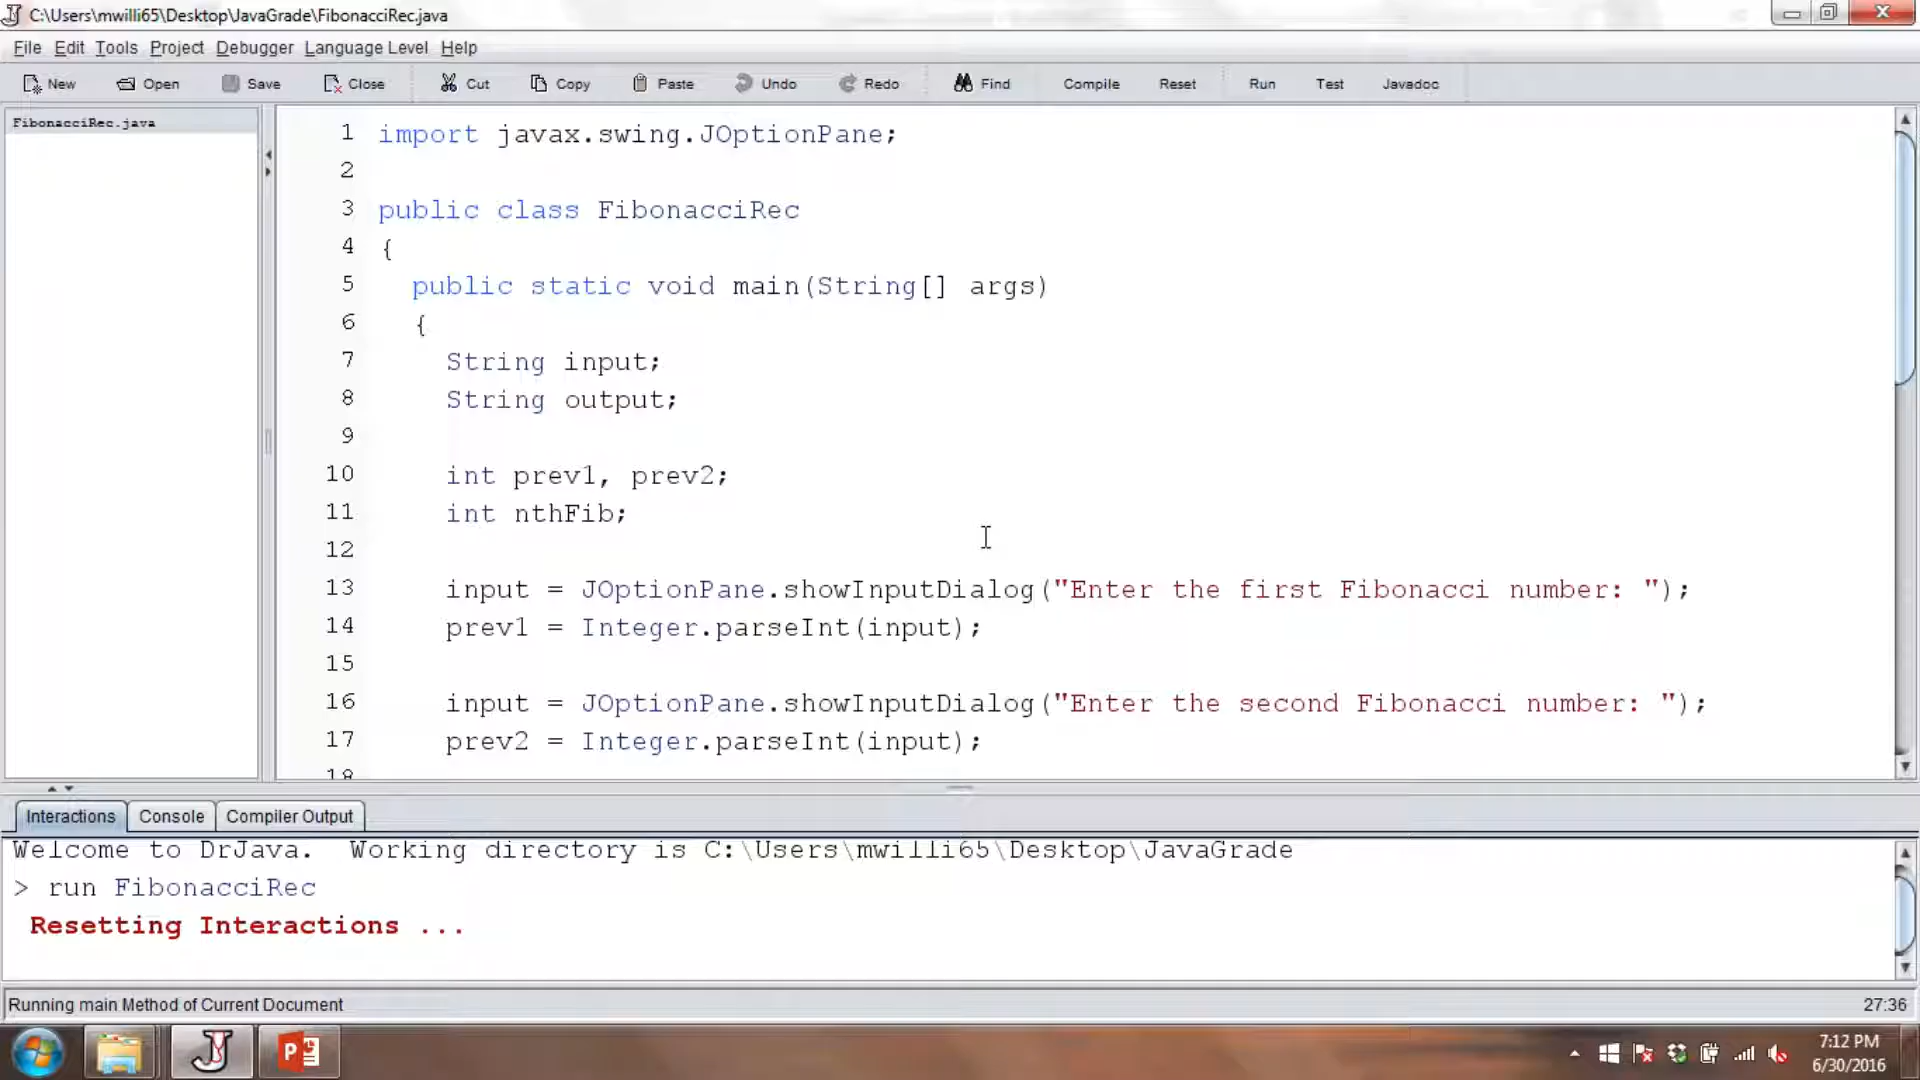 C:\Users\mwilli65\Desktop\JavaGrade\FibonacciRec.java
File Edit Tools Project Debugger Language Level Help
New Open Save Close Cut Copy Paste Undo Redo Find Compile Reset Run Test Javadoc
FibonacciRec.java
1 import javax.swing.JOptionPane;
2
3 public class FibonacciRec
4 {
5 public static void main(String[] args)
6 {
7 String input;
8 String output;
9
10 int prev1, prev2;
11 int nthFib;
12
13 input = JOptionPane.showInputDialog("Enter the first Fibonacci number: ");
14 prev1 = Integer.parseInt(input);
15
16 input = JOptionPane.showInputDialog("Enter the second Fibonacci number: ");
17 prev2 = Integer.parseInt(input);
18
Interactions Console Compiler Output
Welcome to DrJava. Working directory is C:\Users\mwilli65\Desktop\JavaGrade
> run FibonacciRec
Resetting Interactions ...
Running main Method of Current Document 27:36
7:12 PM
6/30/2016